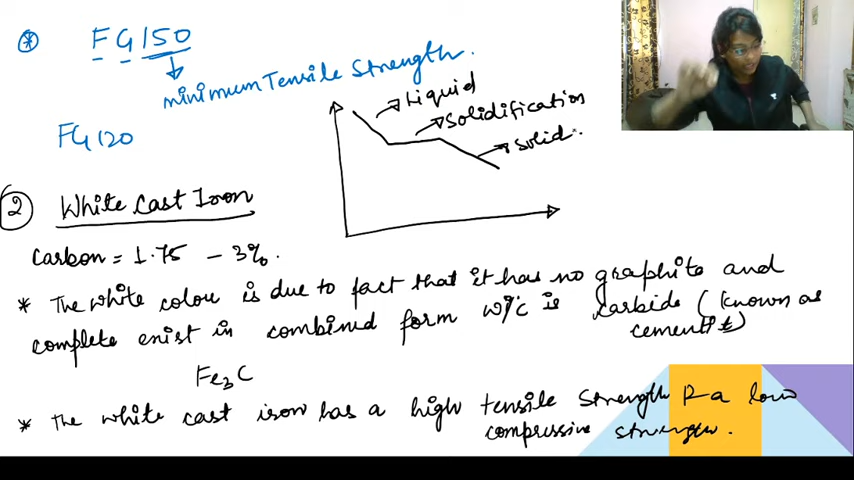 * FG150
minimum Tensile Strength.
FG120
Liquid
Solidification
Solid.
2 White Cast Iron
Carbon = 1.75 - 3%.
* The white colour is due to fact that it has no graphite and
complete exist in combined form w/c is carbide (known as
cementite)
Fe3C
* The white cast iron has a high tensile strength & a low
compressive strength.